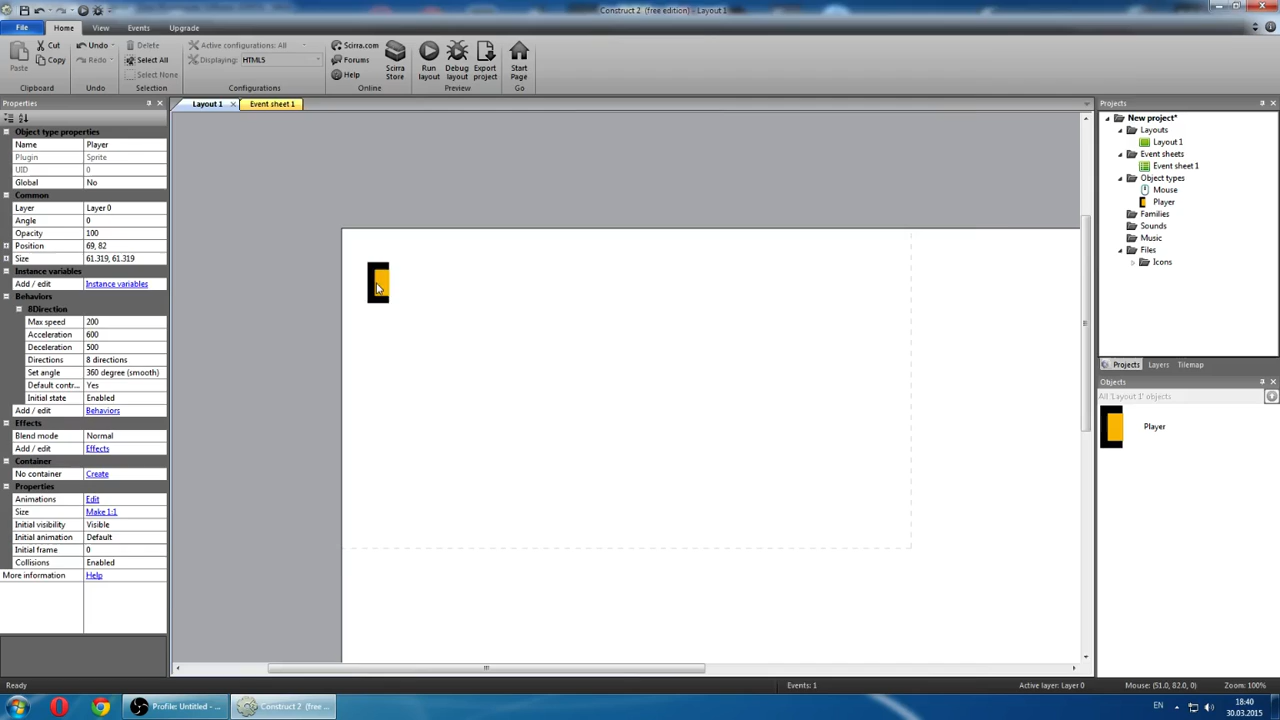 Construct 2 (free edition) - Layout 1
File
Home
View
Events
Upgrade
Paste
Cut
Copy
Clipboard
Undo
Redo
Undo
Delete
Select All
Select None
Selection
Active configurations: All
Displaying: HTML5
Configurations
Scirra.com
Forums
Help
Online
Scirra Store
Run layout
Debug layout
Export project
Preview
Start Page
Go
Properties
Object type properties
Name Player
Plugin Sprite
UID 0
Global No
Common
Layer Layer 0
Angle 0
Opacity 100
Position 69, 82
Size 61.319, 61.319
Instance variables
Add / edit Instance variables
Behaviors
8Direction
Max speed 200
Acceleration 600
Deceleration 500
Directions 8 directions
Set angle 360 degree (smooth)
Default contr... Yes
Initial state Enabled
Add / edit Behaviors
Effects
Blend mode Normal
Add / edit Effects
Container
No container Create
Properties
Animations Edit
Size Make 1:1
Initial visibility Visible
Initial animation Default
Initial frame 0
Collisions Enabled
More information Help
Layout 1
Event sheet 1
Projects
New project*
Layouts
Layout 1
Event sheets
Event sheet 1
Object types
Mouse
Player
Families
Sounds
Music
Files
Icons
Projects
Layers
Tilemap
Objects
All 'Layout 1' objects
Player
Ready
Events: 1
Active layer: Layer 0
Mouse: (51.0, 82.0, 0)
Zoom: 100%
Profile: Untitled - ...
Construct 2 (free ...
EN
18:40
30.03.2015